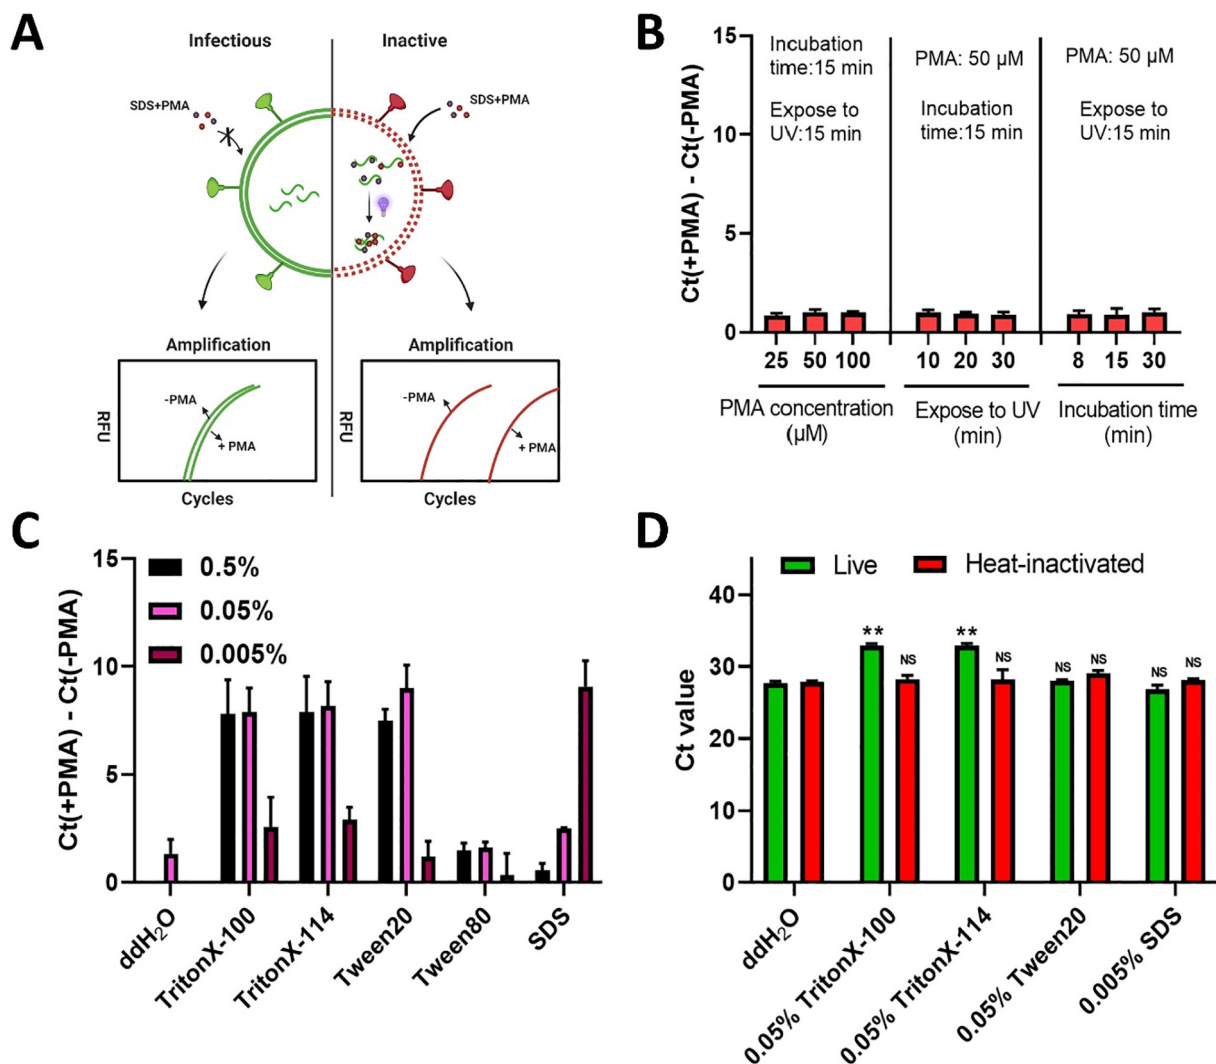 A
Infectious
Inactive
SDS+PMA
SDS+PMA
Amplification
Amplification
RFU
-PMA
+ PMA
RFU
-PMA
+ PMA
Cycles
Cycles
B
Ct(+PMA) - Ct(-PMA)
15
10
5
0
Incubation
time:15 min
Expose to
UV:15 min
PMA: 50 µM
Incubation
time:15 min
PMA: 50 µM
Expose to
UV:15 min
25 50 100
10 20 30
8 15 30
PMA concentration
(µM)
Expose to UV
(min)
Incubation time
(min)
C
Ct(+PMA) - Ct(-PMA)
15
10
5
0
0.5%
0.05%
0.005%
ddH₂O
TritonX-100
TritonX-114
Tween20
Tween80
SDS
D
Ct value
40
30
20
10
0
Live
Heat-inactivated
**
NS
**
NS
NS
NS
NS
NS
ddH₂O
0.05% TritonX-100
0.05% TritonX-114
0.05% Tween20
0.005% SDS